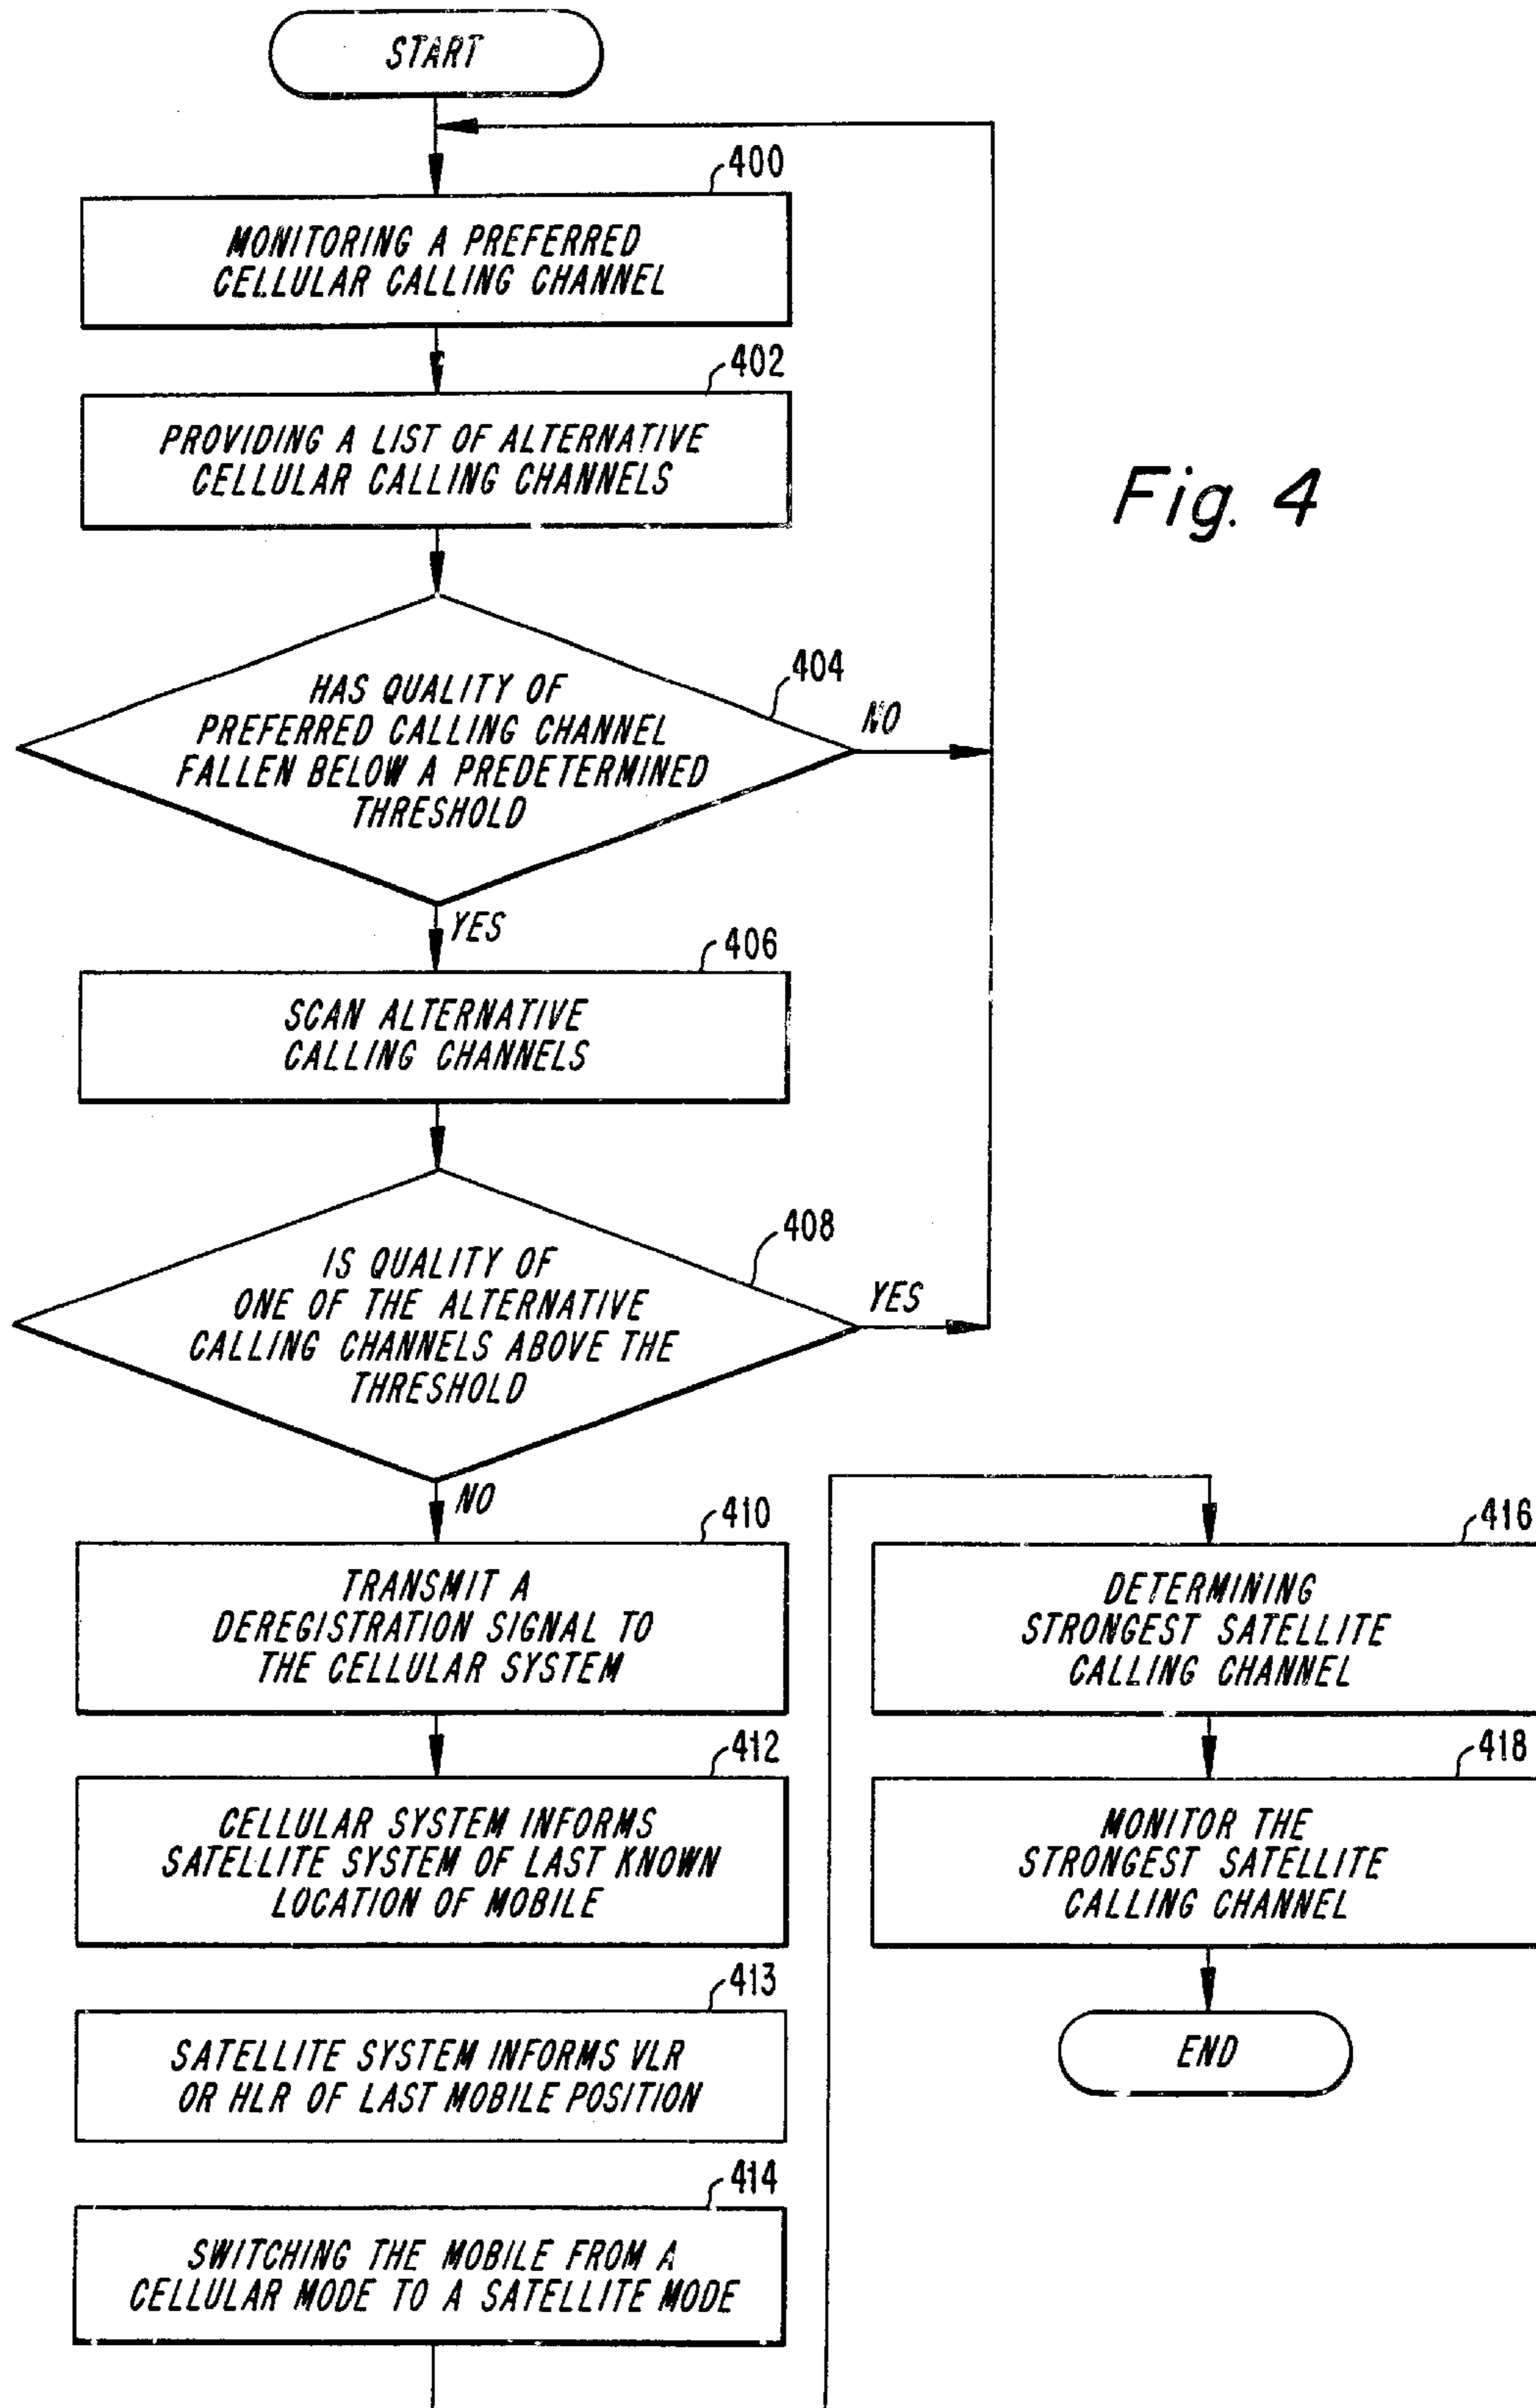 START
400
MONITORING A PREFERRED
CELLULAR CALLING CHANNEL
402
PROVIDING A LIST OF ALTERNATIVE
CELLULAR CALLING CHANNELS
Fig. 4
404
HAS QUALITY OF
PREFERRED CALLING CHANNEL
FALLEN BELOW A PREDETERMINED
THRESHOLD
NO
YES
406
SCAN ALTERNATIVE
CALLING CHANNELS
408
IS QUALITY OF
ONE OF THE ALTERNATIVE
CALLING CHANNELS ABOVE THE
THRESHOLD
YES
NO
410
TRANSMIT A
DEREGISTRATION SIGNAL TO
THE CELLULAR SYSTEM
412
CELLULAR SYSTEM INFORMS
SATELLITE SYSTEM OF LAST KNOWN
LOCATION OF MOBILE
413
SATELLITE SYSTEM INFORMS VLR
OR HLR OF LAST MOBILE POSITION
414
SWITCHING THE MOBILE FROM A
CELLULAR MODE TO A SATELLITE MODE
416
DETERMINING
STRONGEST SATELLITE
CALLING CHANNEL
418
MONITOR THE
STRONGEST SATELLITE
CALLING CHANNEL
END